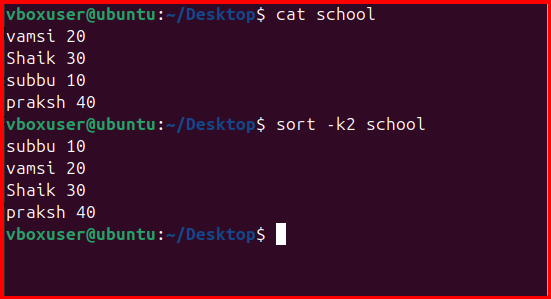 vboxuser@ubuntu:~/Desktop$ cat school
vamsi 20
Shaik 30
subbu 10
praksh 40
vboxuser@ubuntu:~/Desktop$ sort -k2 school
subbu 10
vamsi 20
Shaik 30
praksh 40
vboxuser@ubuntu:~/Desktop$